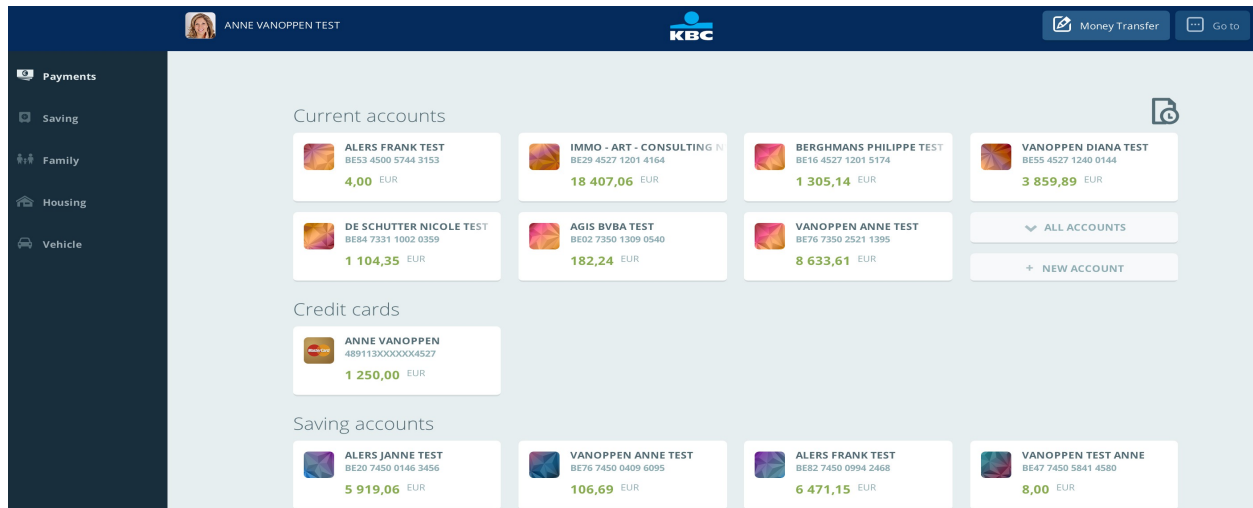 ANNE VANOPPEN TEST
KBC
Money Transfer
Go to
Payments
Saving
Family
Housing
Vehicle
Current accounts
ALERS FRANK TEST
BE53 4500 5744 3153
4,00 EUR
IMMO - ART - CONSULTING N
BE29 4527 1201 4164
18 407,06 EUR
BERGHMANS PHILIPPE TEST
BE16 4527 1201 5174
1 305,14 EUR
VANOPPEN DIANA TEST
BE55 4527 1240 0144
3 859,89 EUR
DE SCHUTTER NICOLE TEST
BE84 7331 1002 0359
1 104,35 EUR
AGIS BVBA TEST
BE02 7350 1309 0540
182,24 EUR
VANOPPEN ANNE TEST
BE76 7350 2521 1395
8 633,61 EUR
ALL ACCOUNTS
+ NEW ACCOUNT
Credit cards
MasterCard
ANNE VANOPPEN
489113XXXXXX4527
1 250,00 EUR
Saving accounts
ALERS JANNE TEST
BE20 7450 0146 3456
5 919,06 EUR
VANOPPEN ANNE TEST
BE76 7450 0409 6095
106,69 EUR
ALERS FRANK TEST
BE82 7450 0994 2468
6 471,15 EUR
VANOPPEN TEST ANNE
BE47 7450 5841 4580
8,00 EUR